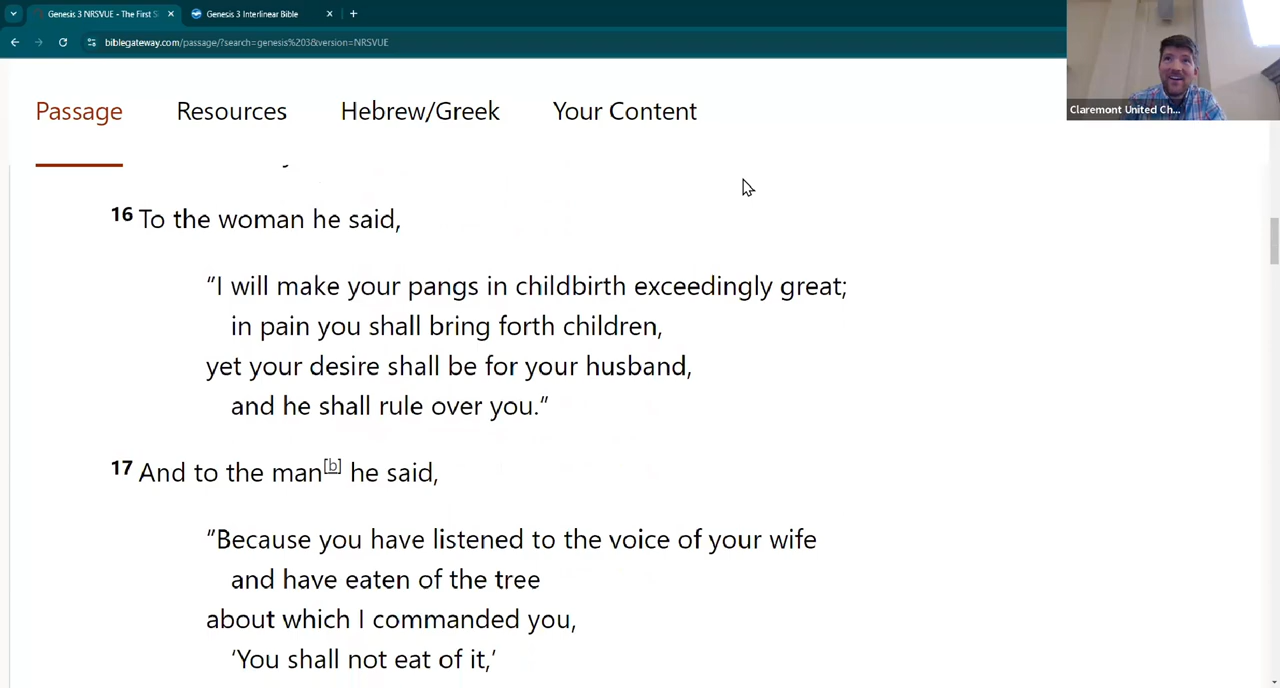 Genesis 3 NRSVUE - The First S
Genesis 3 Interlinear Bible
biblegateway.com/passage/?search=genesis%203&version=NRSVUE
Claremont United Ch...
Passage Resources Hebrew/Greek Your Content
16 To the woman he said,
“I will make your pangs in childbirth exceedingly great;
in pain you shall bring forth children,
yet your desire shall be for your husband,
and he shall rule over you.”
17 And to the man[b] he said,
“Because you have listened to the voice of your wife
and have eaten of the tree
about which I commanded you,
‘You shall not eat of it,’